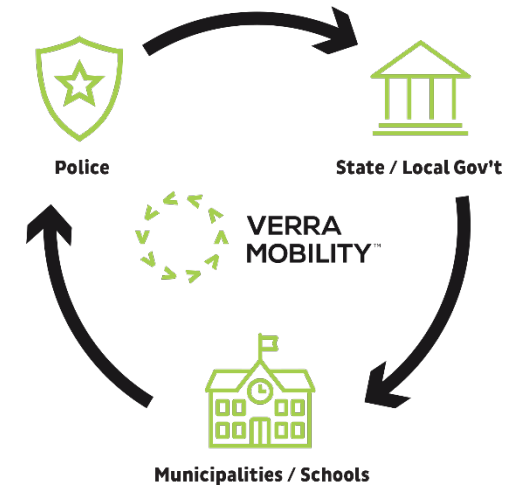 Police
State / Local Gov't
VERRA
MOBILITY™
Municipalities / Schools